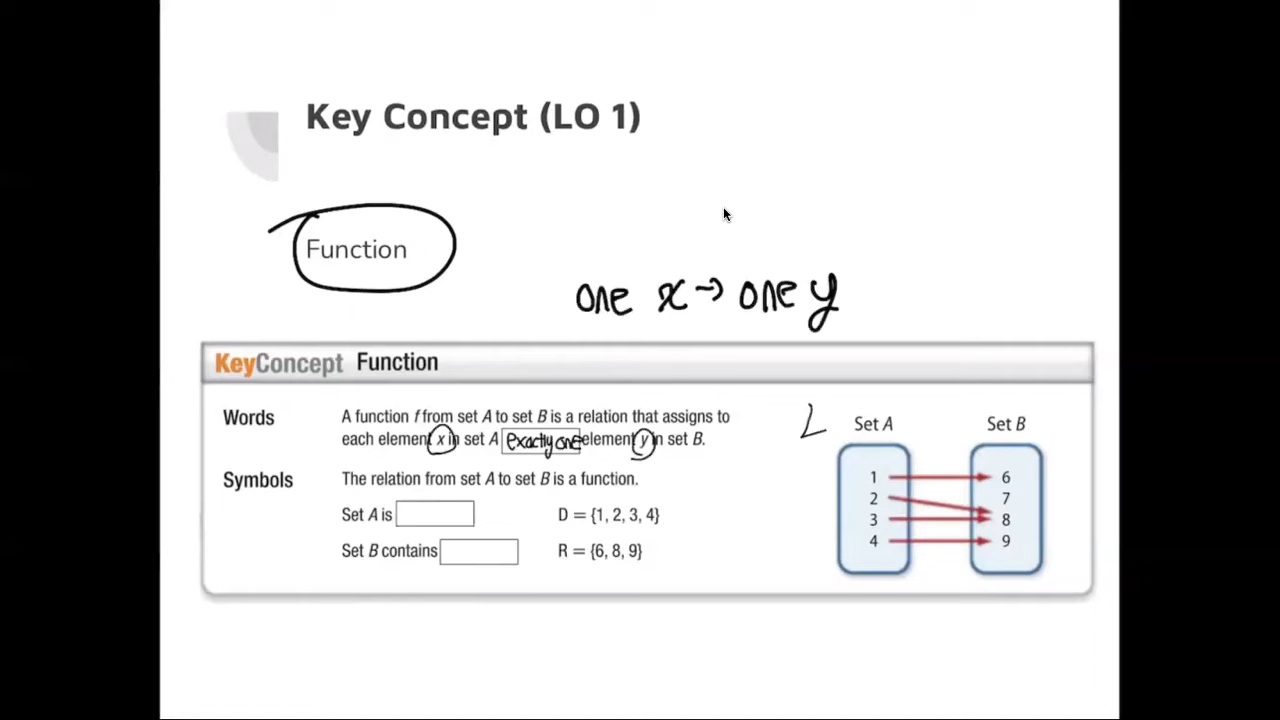 Key Concept (LO 1)
Function
one x → one y
KeyConcept Function
Words A function f from set A to set B is a relation that assigns to
each element x in set A exactly one element y in set B.
Symbols The relation from set A to set B is a function.
Set A is D = {1, 2, 3, 4}
Set B contains R = {6, 8, 9}
L Set A Set B
1 6
2 7
3 8
4 9